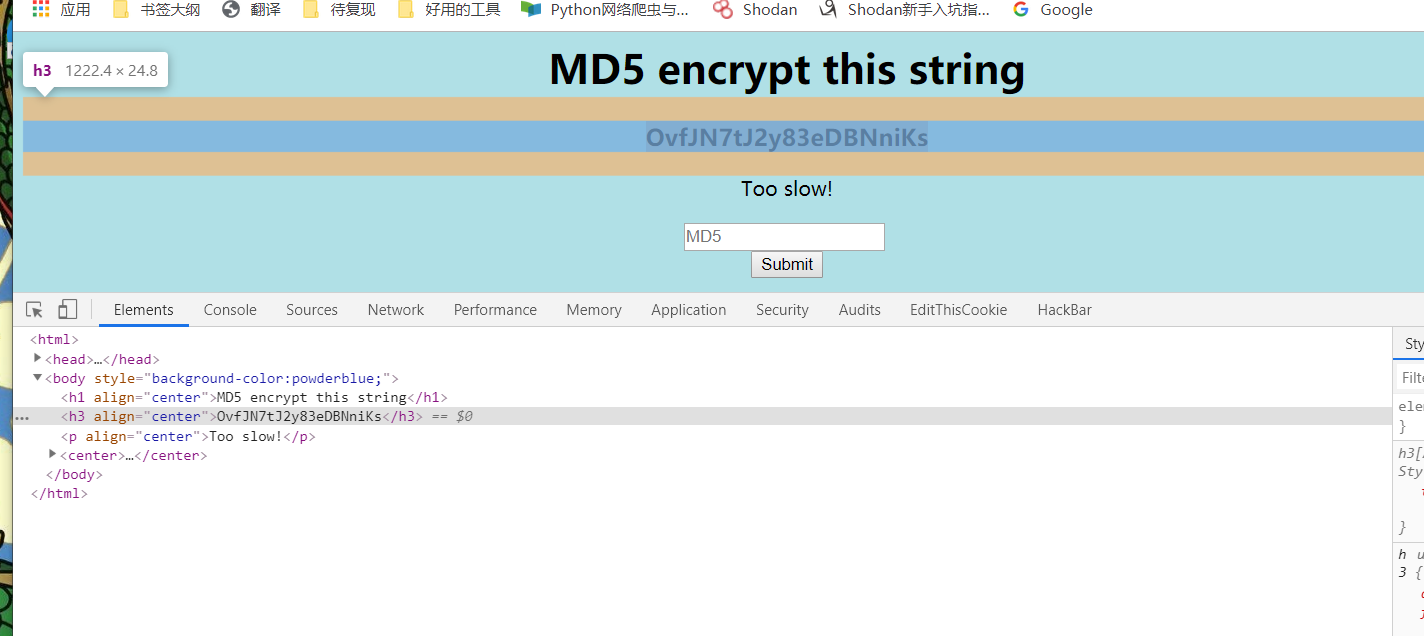 应用 书签大纲 翻译 待复现 好用的工具 Python网络爬虫与... Shodan Shodan新手入坑指... Google
MD5 encrypt this string
h3 1222.4 × 24.8
OvfJN7tJ2y83eDBNniKs
Too slow!
MD5
Submit
Elements Console Sources Network Performance Memory Application Security Audits EditThisCookie HackBar
<html>
<head>…</head>
<body style="background-color:powderblue;">
<h1 align="center">MD5 encrypt this string</h1>
... <h3 align="center">OvfJN7tJ2y83eDBNniKs</h3> == $0
<p align="center">Too slow!</p>
<center>…</center>
</body>
</html>
Sty
Filte
elem
}
h3[
Sty
}
h u
3 {